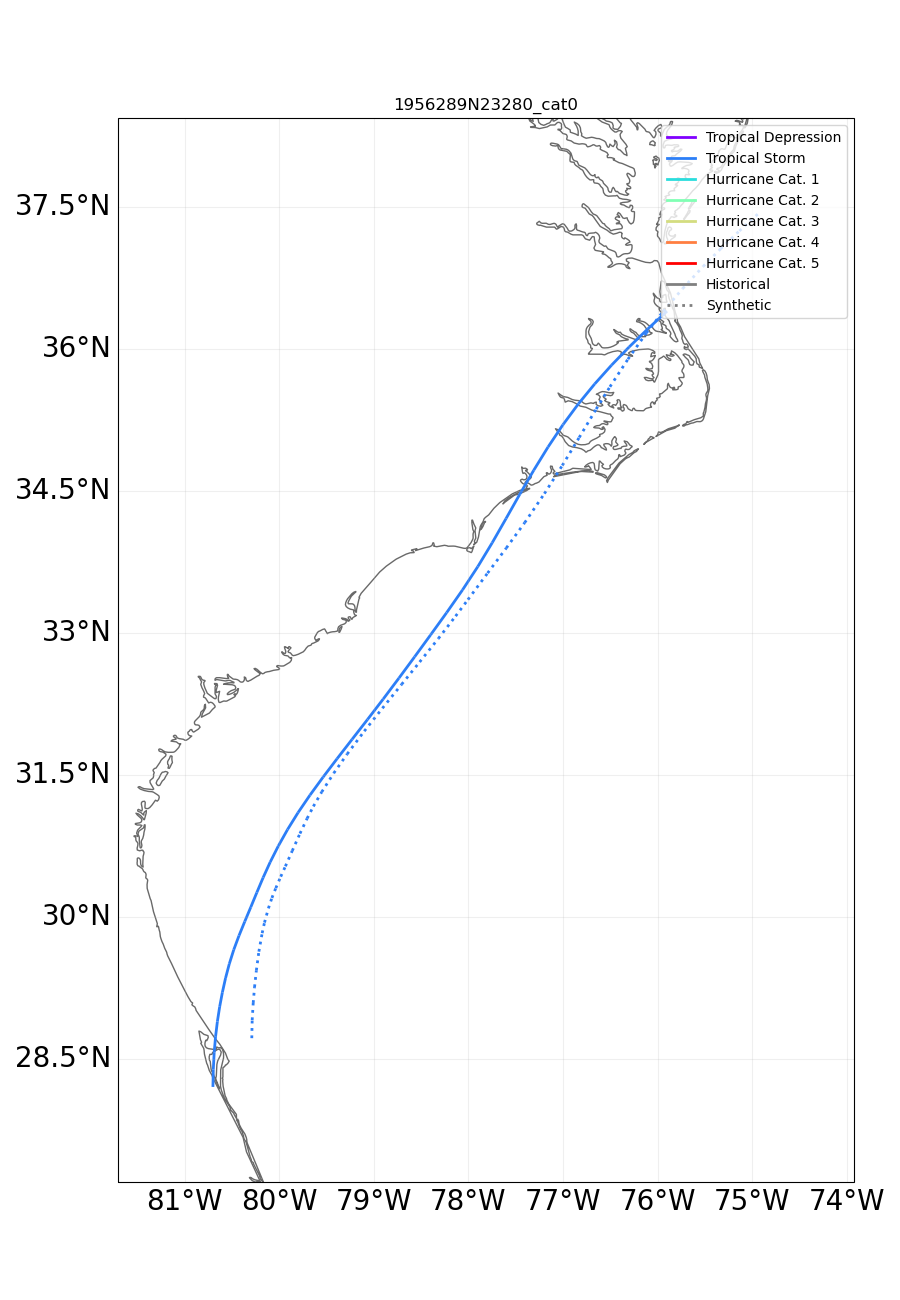 1956289N23280_cat0
Tropical Depression
Tropical Storm
Hurricane Cat. 1
Hurricane Cat. 2
Hurricane Cat. 3
Hurricane Cat. 4
Hurricane Cat. 5
Historical
Synthetic
37.5°N
36°N
34.5°N
33°N
31.5°N
30°N
28.5°N
81°W 80°W 79°W 78°W 77°W 76°W 75°W 74°W